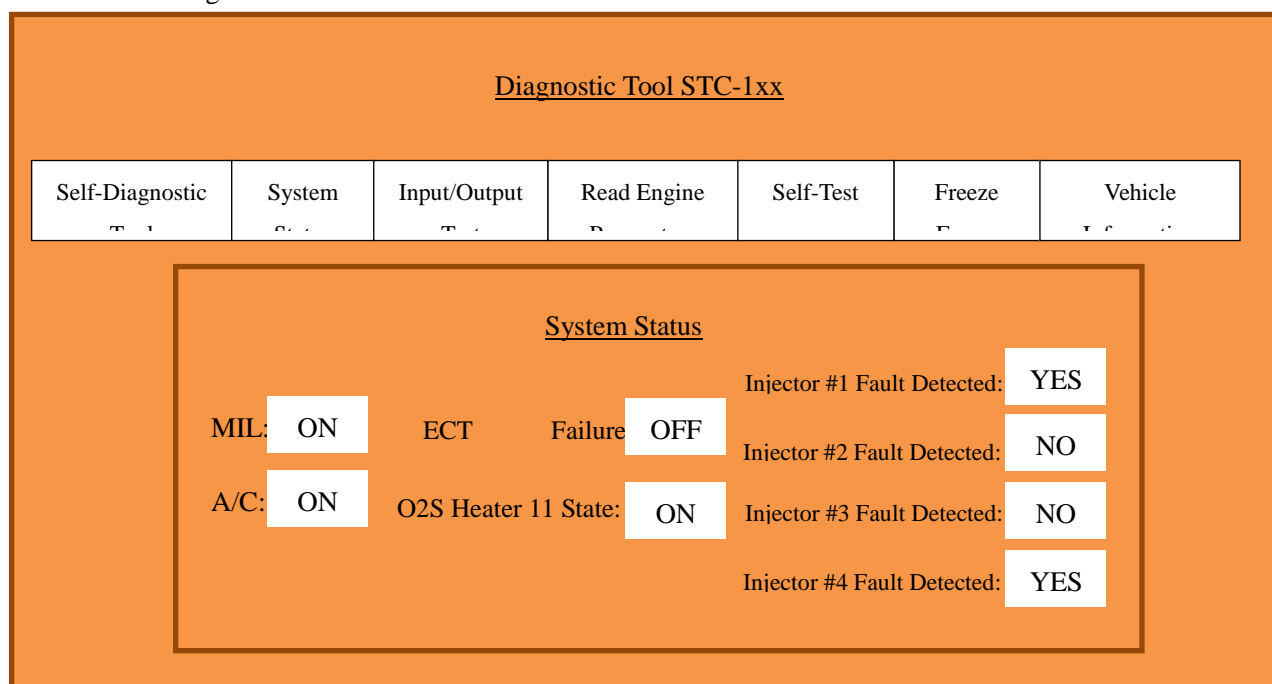 Diagnostic Tool STC-1xx
Self-Diagnostic
System
Input/Output
Read Engine
Self-Test
Freeze
Vehicle
System Status
MIL: ON
A/C: ON
ECT Failure OFF
O2S Heater 11 State: ON
Injector #1 Fault Detected: YES
Injector #2 Fault Detected: NO
Injector #3 Fault Detected: NO
Injector #4 Fault Detected: YES